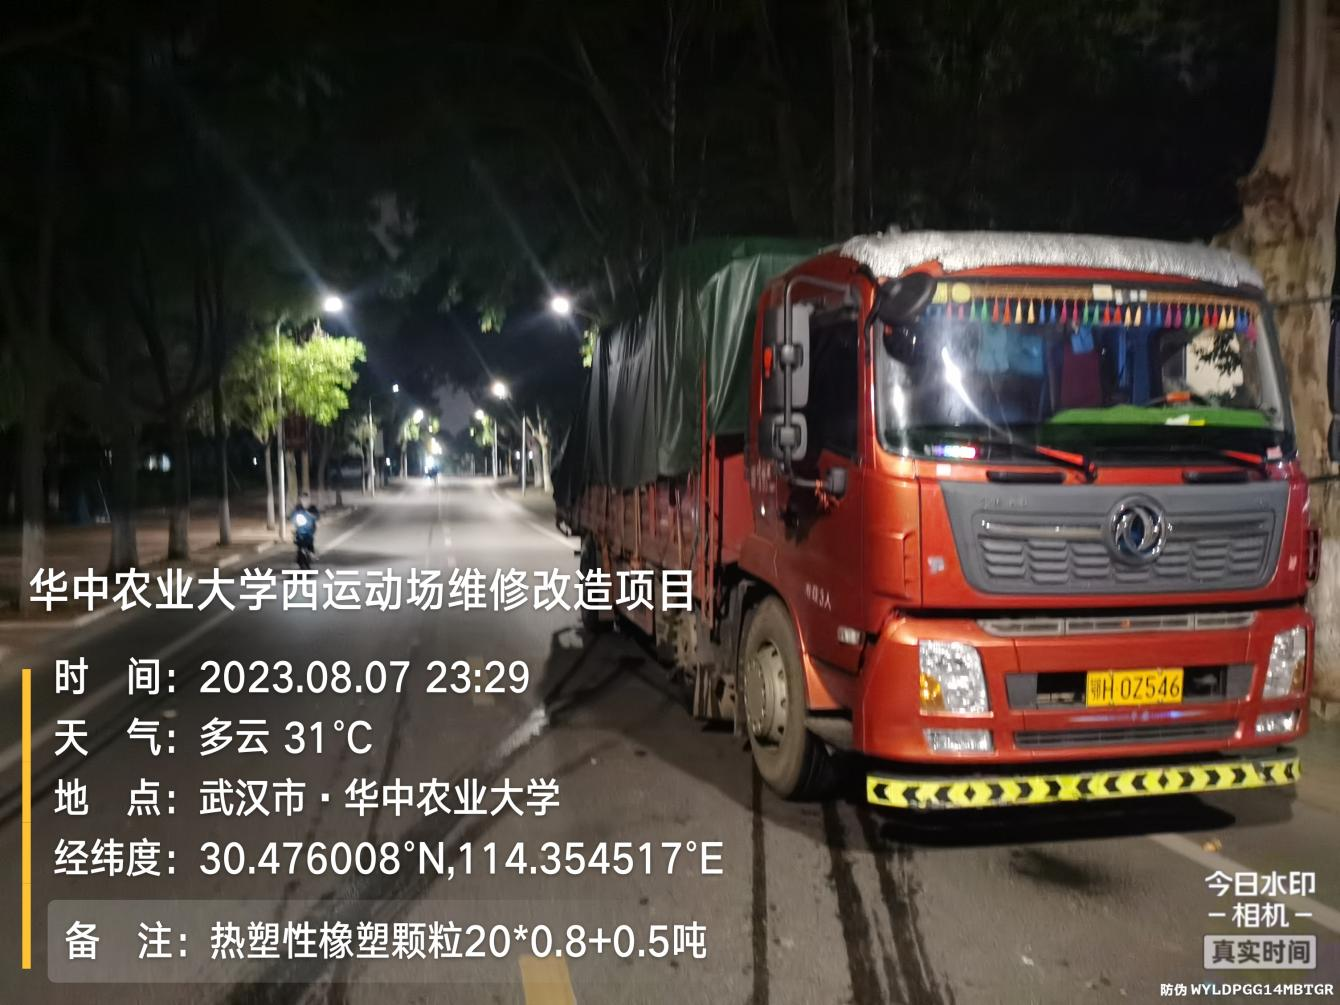 华中农业大学西运动场维修改造项目
时 间：2023.08.07 23:29
天 气：多云 31°C
地 点：武汉市·华中农业大学
经纬度：30.476008°N,114.354517°E
备 注：热塑性橡塑颗粒20*0.8+0.5吨
鄂H 0Z546
今日水印
相机
真实时间
防伪 WYLDPGG14MBTGR